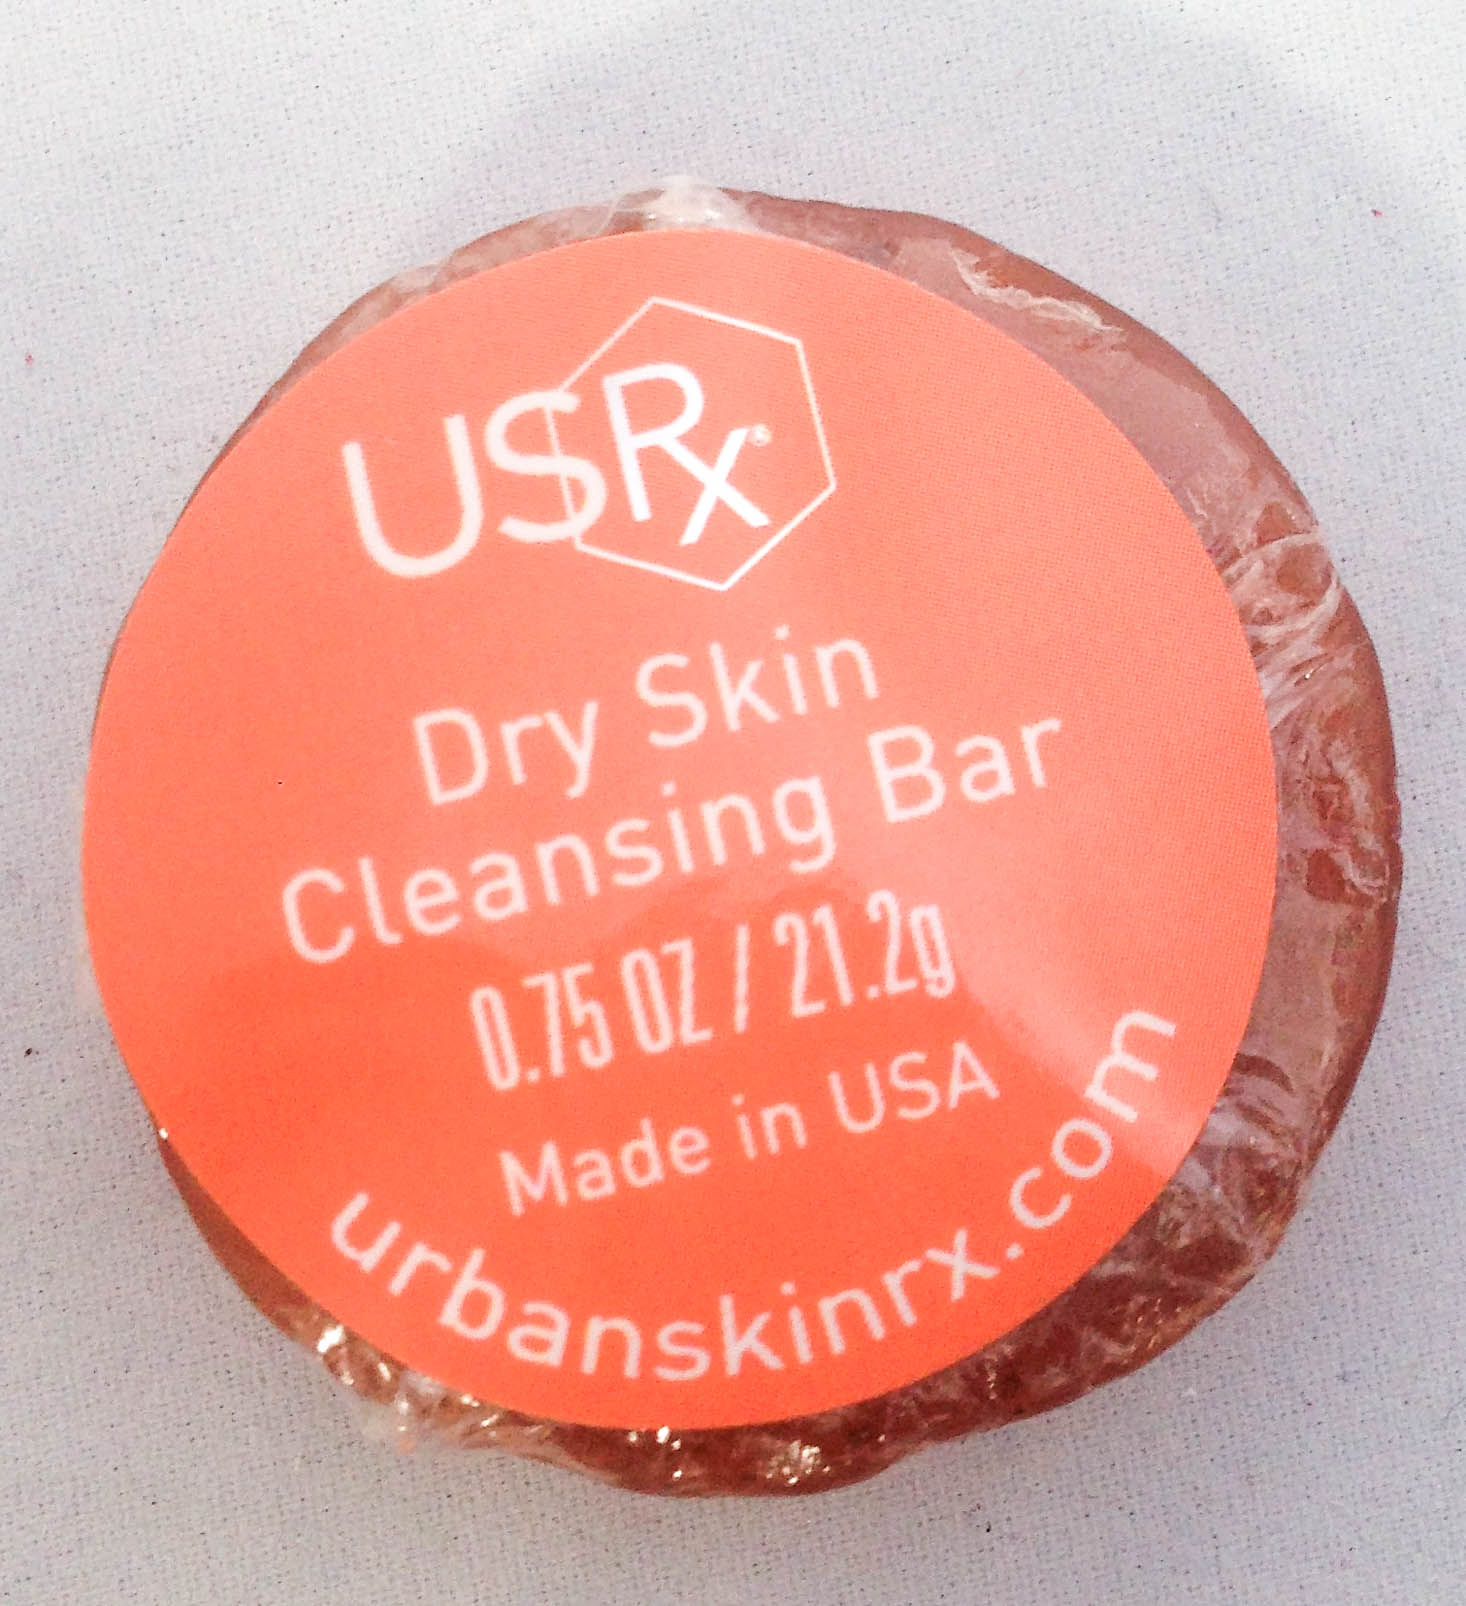 USRx®
Dry Skin
Cleansing Bar
0.75 OZ / 21.2g
Made in USA
urbanskinrx.com